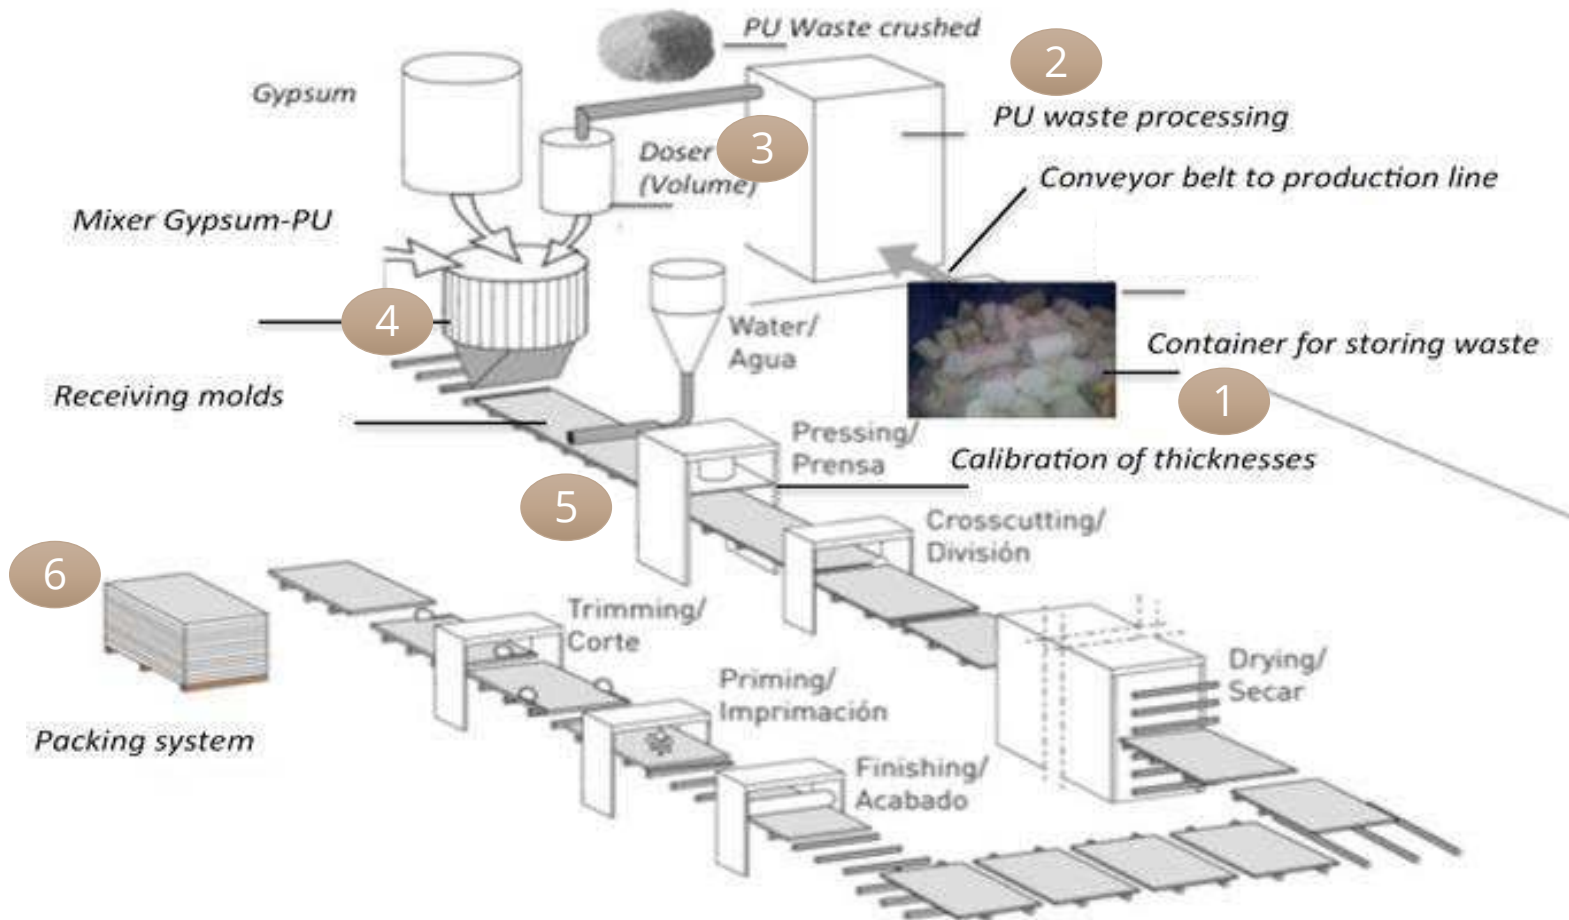 PU Waste crushed
2
Gypsum
PU waste processing
3
Doser
(Volume)
Conveyor belt to production line
Mixer Gypsum-PU
4
Water/
Agua
Container for storing waste
1
Receiving molds
Pressing/
Prensa
Calibration of thicknesses
5
Crosscutting/
División
6
Trimming/
Corte
Drying/
Secar
Priming/
Imprimación
Packing system
Finishing/
Acabado